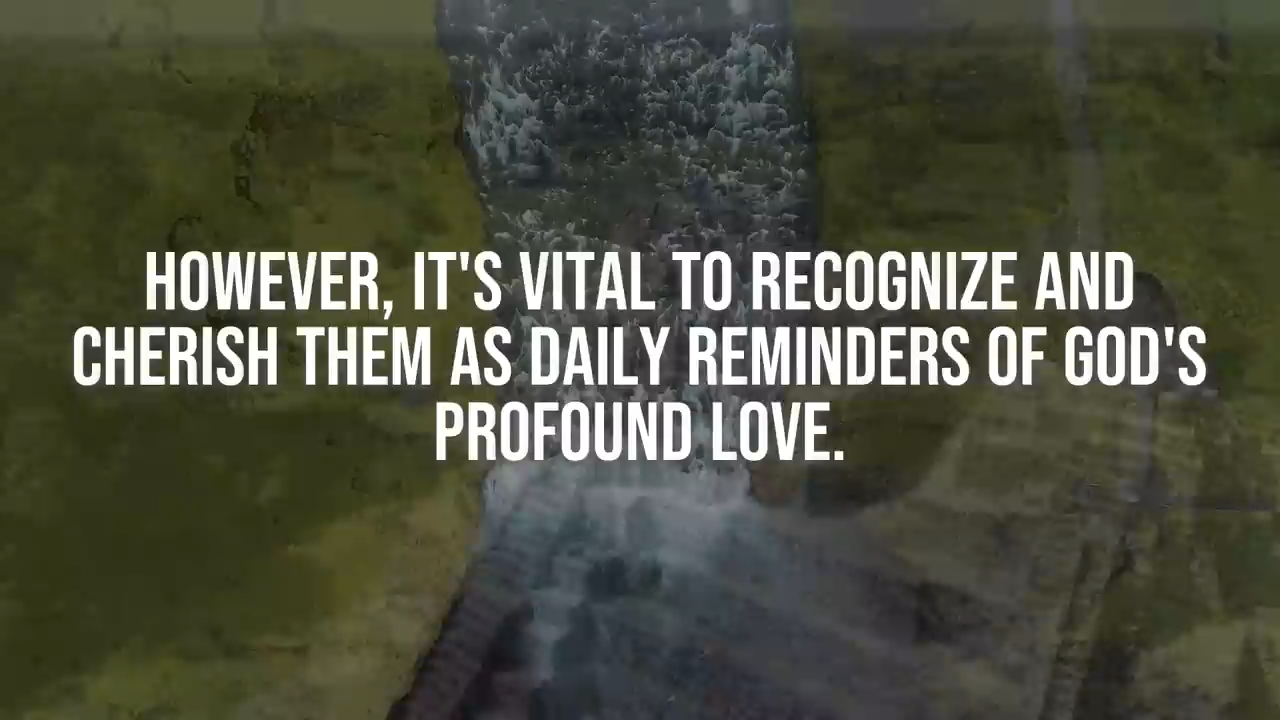 HOWEVER, IT'S VITAL TO RECOGNIZE AND
CHERISH THEM AS DAILY REMINDERS OF GOD'S
PROFOUND LOVE.